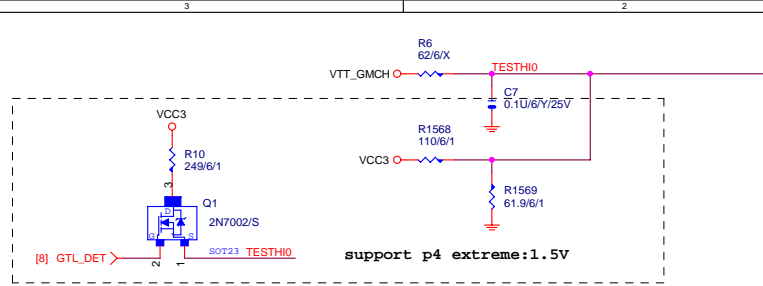 3
2
R6
62/6/X
VTT_GMCH
TESTHI0
C7
0.1U/6/Y/25V
VCC3
R10
249/6/1
R1568
110/6/1
VCC3
3
D
Q1
R1569
61.9/6/1
2N7002/S
G
S
[8] GTL_DET
2
1
SOT23 TESTHI0
support p4 extreme:1.5V